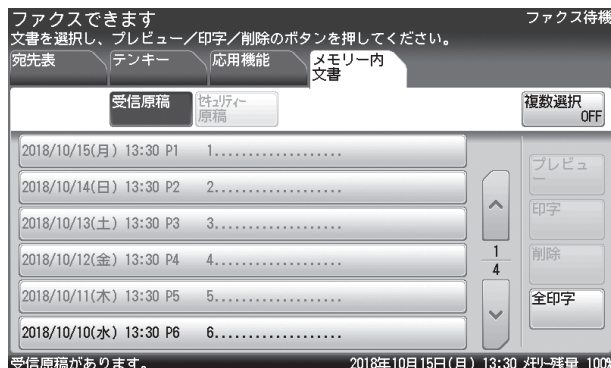 ファクスできます
ファクス待機
文書を選択し、プレビュー/印字/削除のボタンを押してください。
宛先表
テンキー
応用機能
メモリー内
文書
受信原稿
セキュリティー
原稿
複数選択
OFF
2018/10/15(月) 13:30 P1 1...................
2018/10/14(日) 13:30 P2 2...................
2018/10/13(土) 13:30 P3 3...................
2018/10/12(金) 13:30 P4 4...................
2018/10/11(木) 13:30 P5 5...................
2018/10/10(水) 13:30 P6 6...................
1
4
プレビュ
ー
印字
削除
全印字
受信原稿があります。
2018年10月15日(月) 13:30 メモリー残量 100%